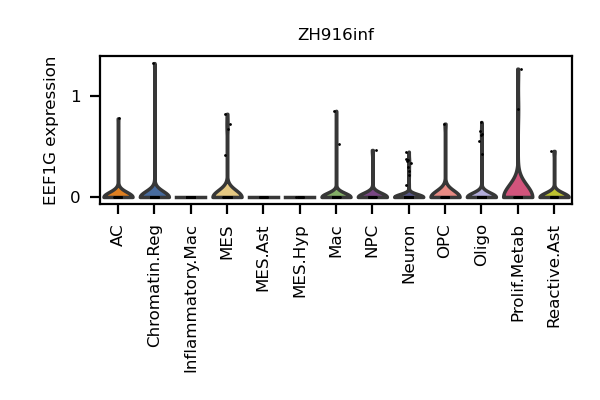 ZH916inf
EEF1G expression
1
0
AC
Chromatin.Reg
Inflammatory.Mac
MES
MES.Ast
MES.Hyp
Mac
NPC
Neuron
OPC
Oligo
Prolif.Metab
Reactive.Ast